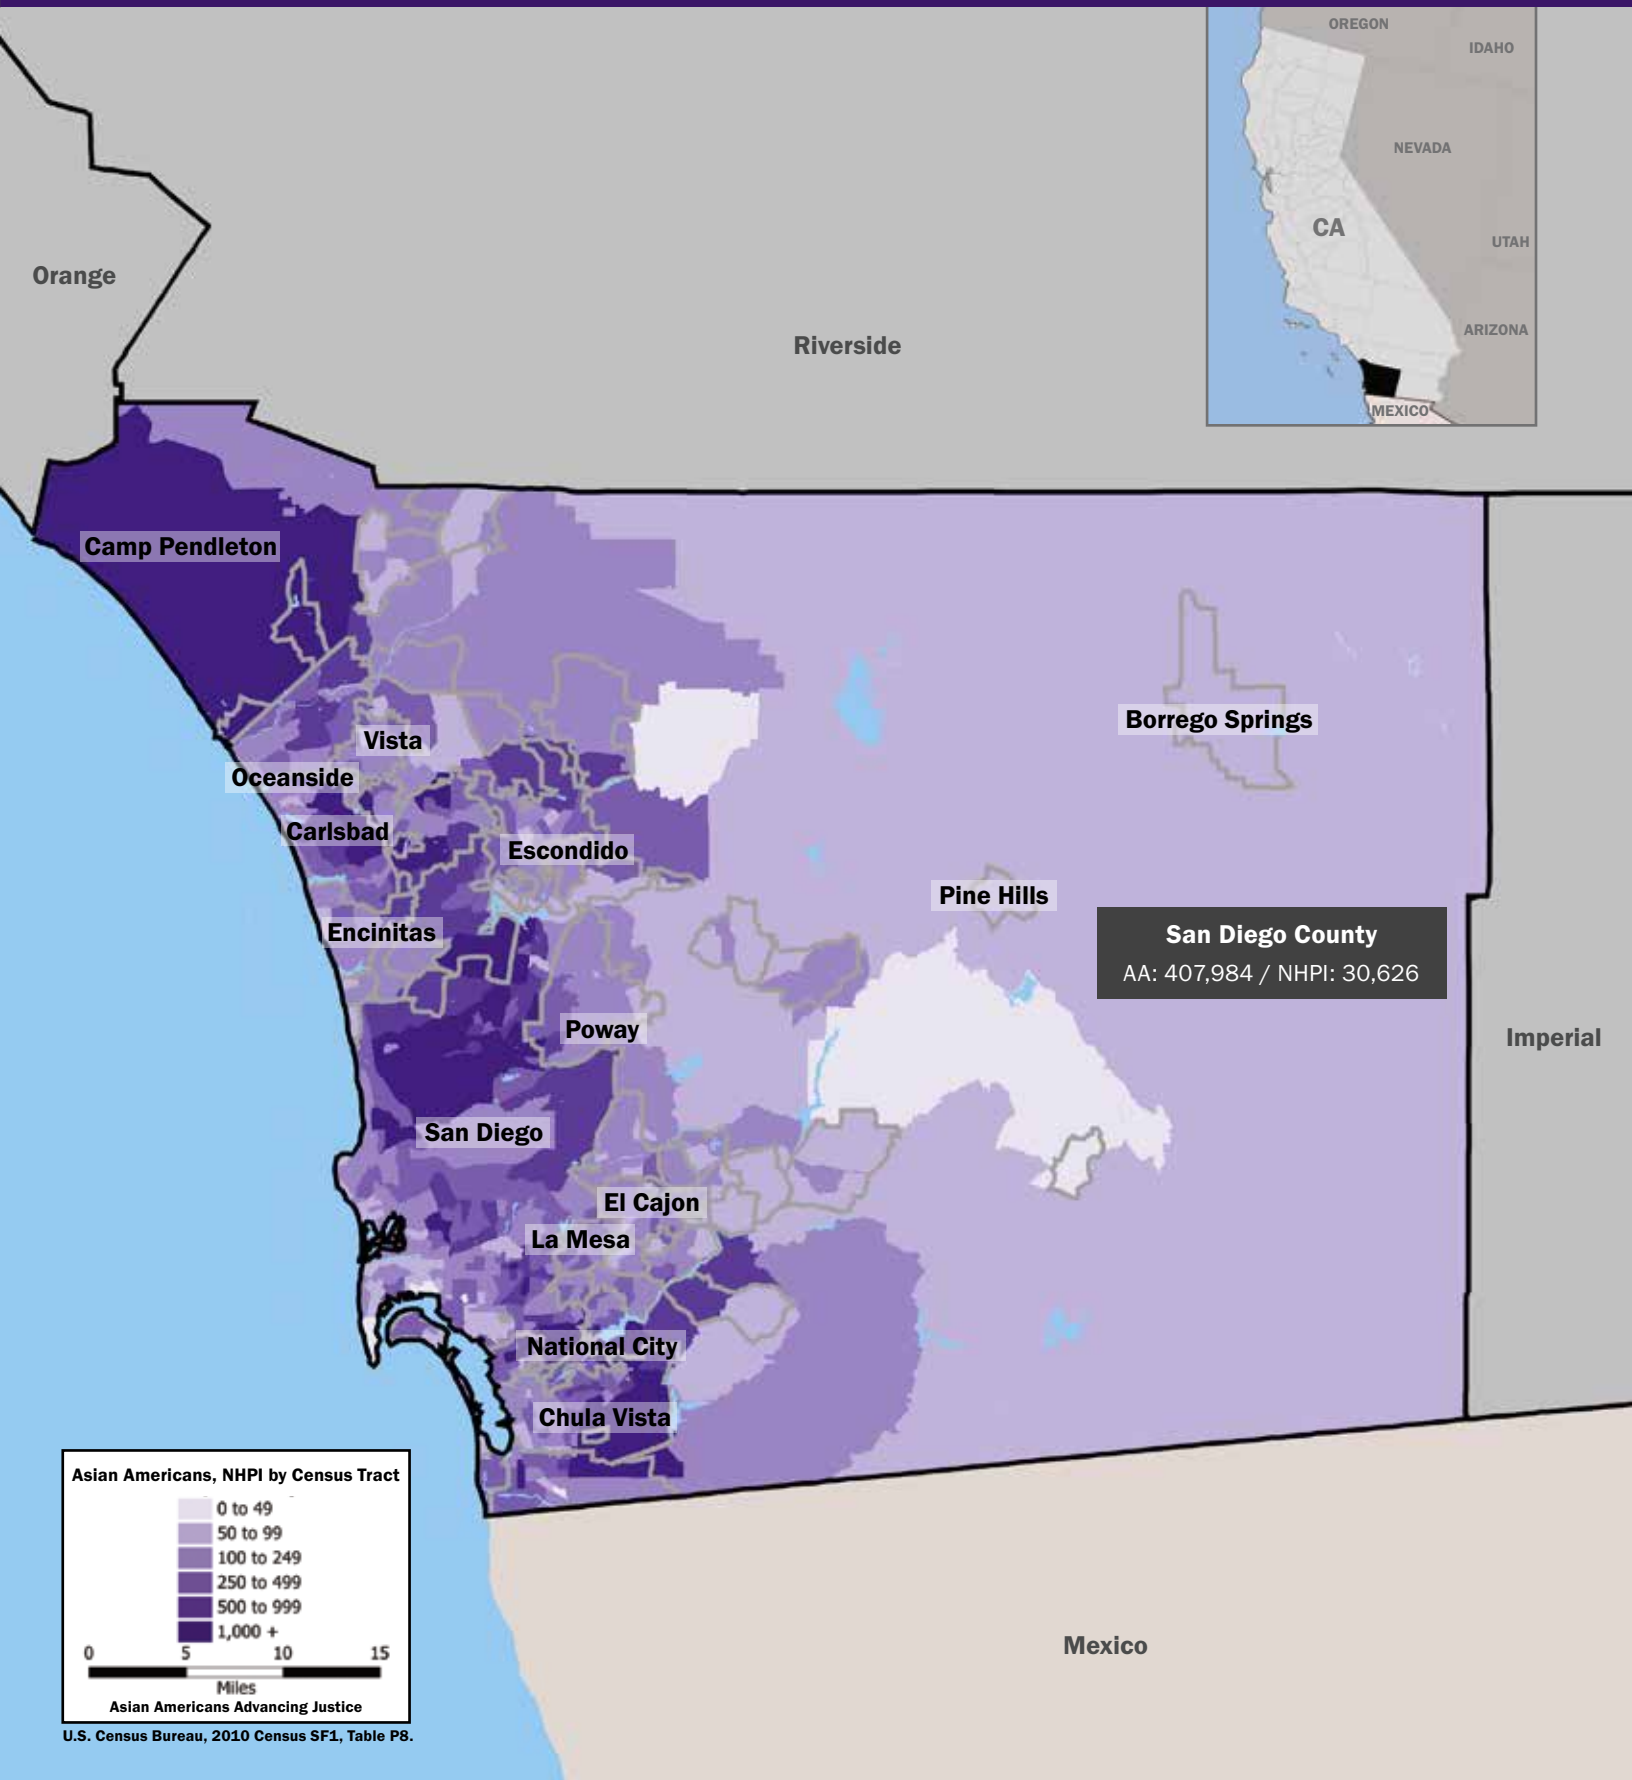 OREGON
IDAHO
NEVADA
CA
UTAH
ARIZONA
MEXICO
Orange
Riverside
Camp Pendleton
Borrego Springs
Vista
Oceanside
Carlsbad
Escondido
Pine Hills
Encinitas
San Diego County
AA: 407,984 / NHPI: 30,626
Poway
Imperial
San Diego
El Cajon
La Mesa
National City
Chula Vista
Asian Americans, NHPI by Census Tract
0 to 49
50 to 99
100 to 249
250 to 499
500 to 999
1,000 +
0 5 10 15
Miles
Asian Americans Advancing Justice
U.S. Census Bureau, 2010 Census SF1, Table P8.
Mexico